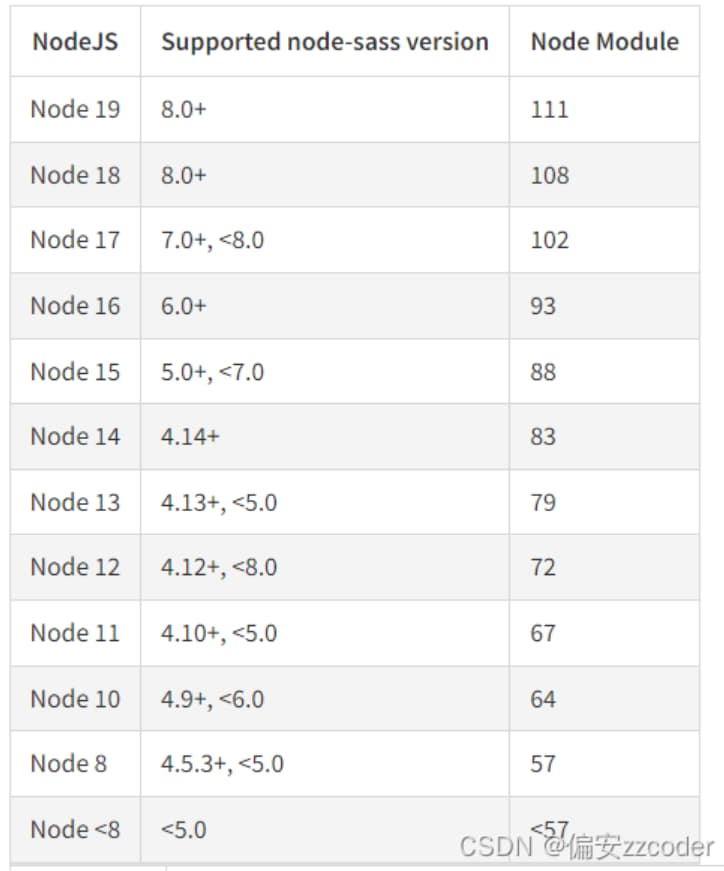 NodeJS Supported node-sass version Node Module
Node 19 8.0+ 111
Node 18 8.0+ 108
Node 17 7.0+, <8.0 102
Node 16 6.0+ 93
Node 15 5.0+, <7.0 88
Node 14 4.14+ 83
Node 13 4.13+, <5.0 79
Node 12 4.12+, <8.0 72
Node 11 4.10+, <5.0 67
Node 10 4.9+, <6.0 64
Node 8 4.5.3+, <5.0 57
Node <8 <5.0 <57
CSDN @偏安zzcoder